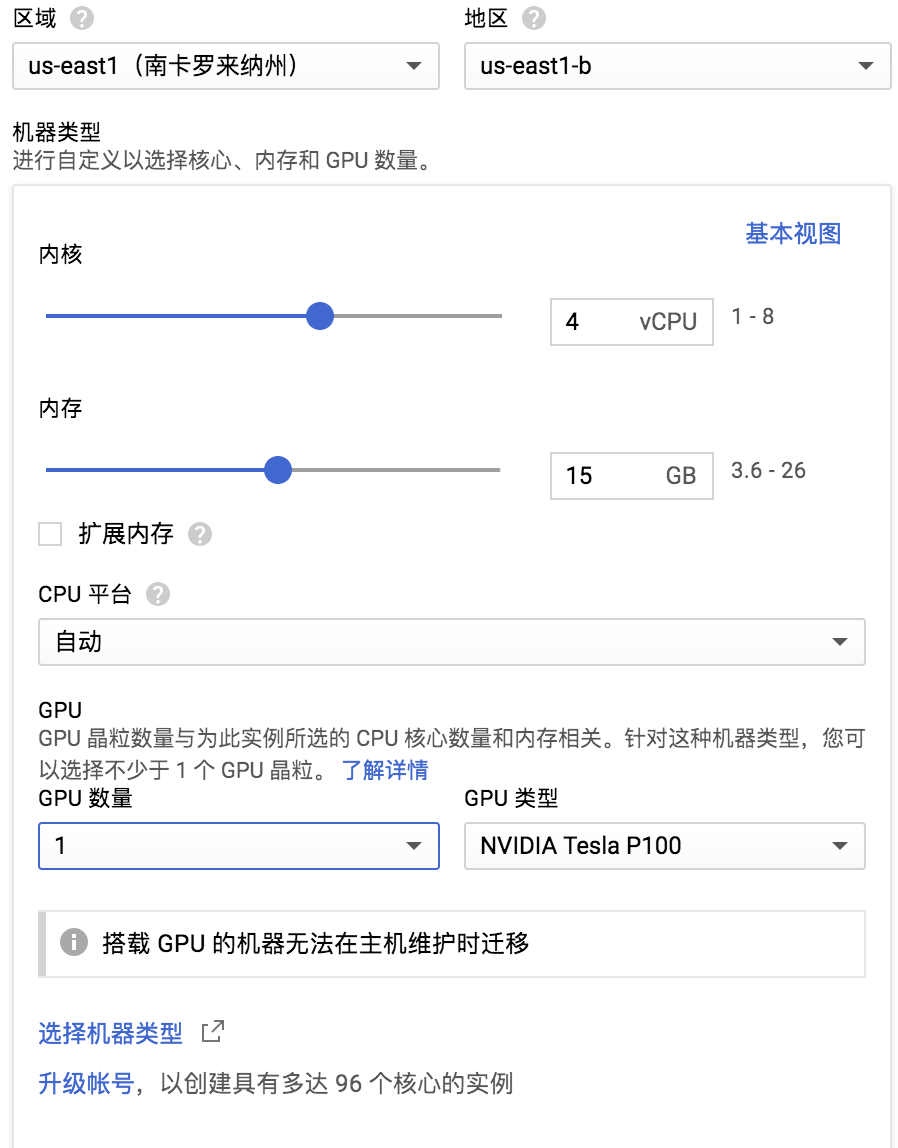 区域 ?
地区 ?
us-east1（南卡罗来纳州）
us-east1-b
机器类型
进行自定义以选择核心、内存和 GPU 数量。
基本视图
内核
4 vCPU 1 - 8
内存
15 GB 3.6 - 26
扩展内存 ?
CPU 平台 ?
自动
GPU
GPU 晶粒数量与为此实例所选的 CPU 核心数量和内存相关。针对这种机器类型，您可
以选择不少于 1 个 GPU 晶粒。 了解详情
GPU 数量
GPU 类型
1
NVIDIA Tesla P100
搭载 GPU 的机器无法在主机维护时迁移
选择机器类型
升级帐号，以创建具有多达 96 个核心的实例